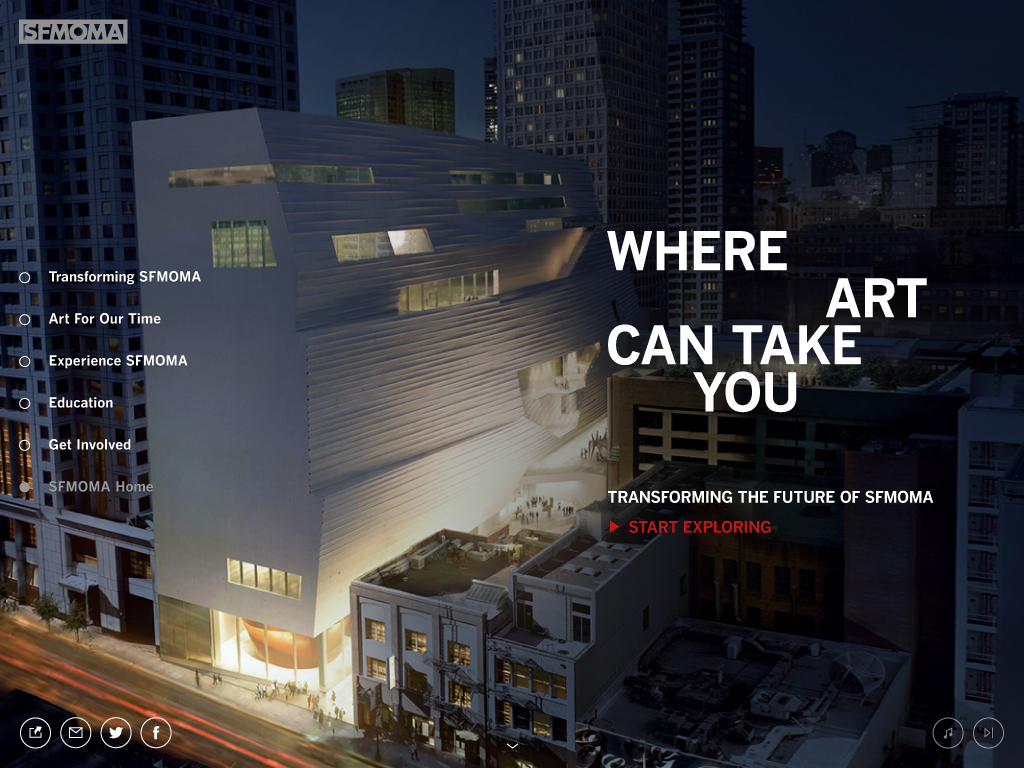 SFMOMA
Transforming SFMOMA
Art For Our Time
Experience SFMOMA
Education
Get Involved
SFMOMA Home
WHERE
ART
CAN TAKE
YOU
TRANSFORMING THE FUTURE OF SFMOMA
START EXPLORING